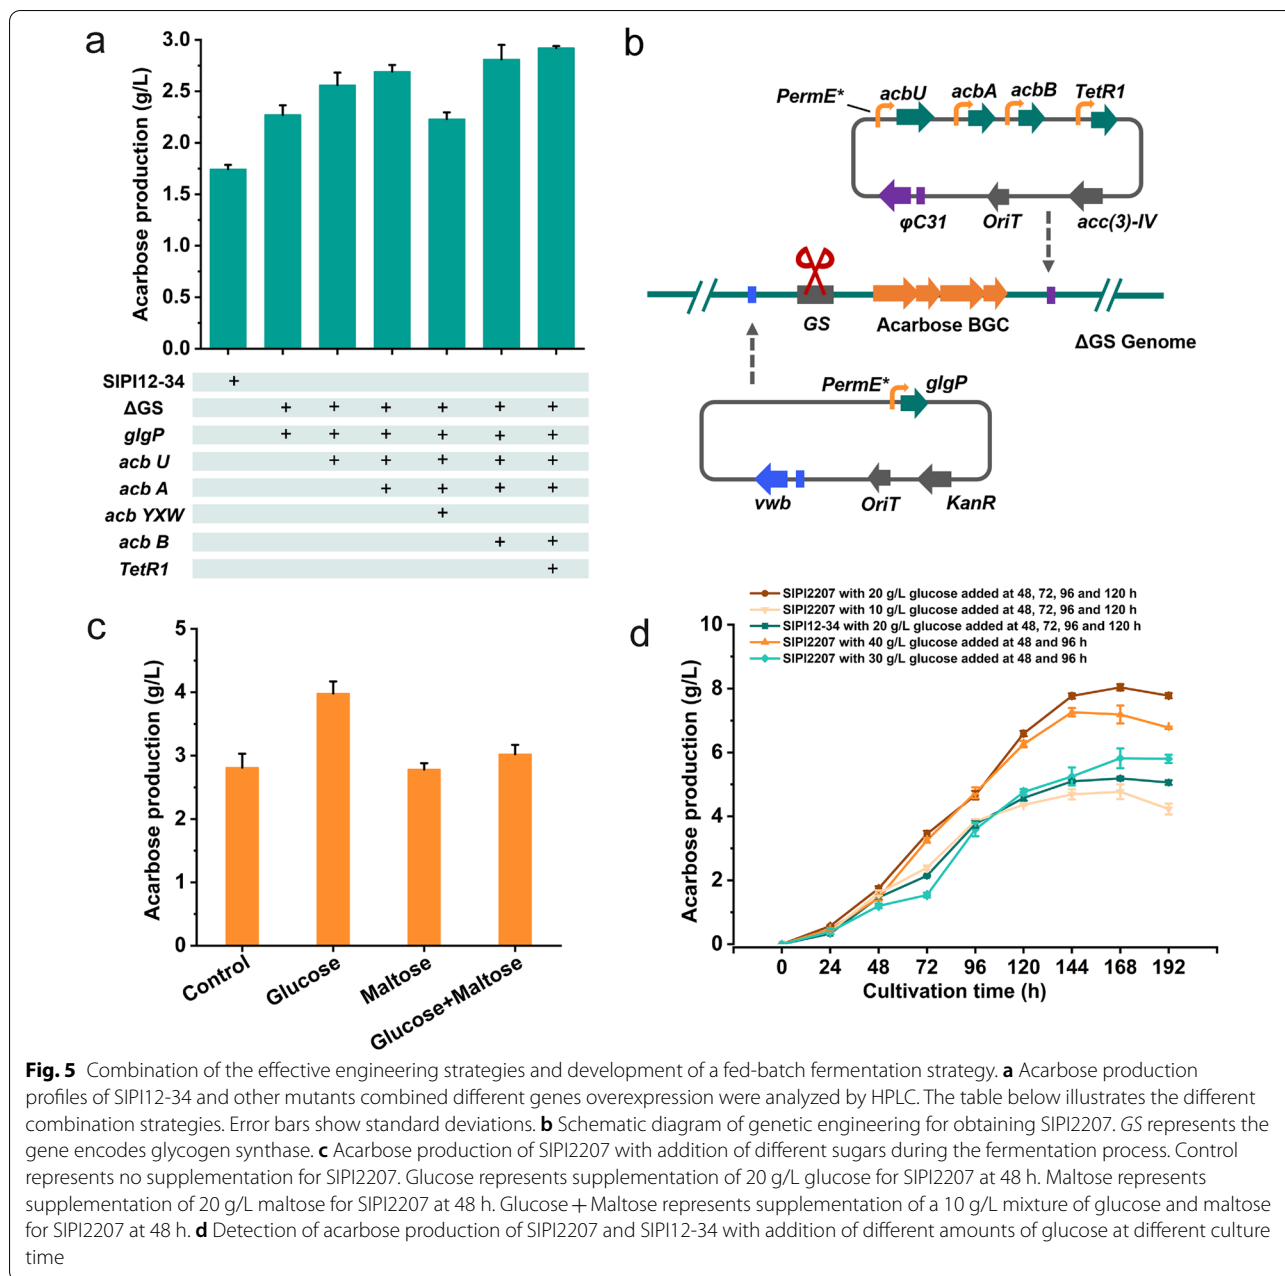 a
Acarbose production (g/L)
3.0
2.5
2.0
1.5
1.0
0.5
0.0
SIPI12-34 +
ΔGS + + + + + +
glgP + + + + + +
acb U + + + + +
acb A + + + +
acb YXW +
acb B + +
TetR1 +
b
PermE* acbU acbA acbB TetR1
φC31 OriT acc(3)-IV
GS Acarbose BGC
ΔGS Genome
PermE* glgP
vwb OriT KanR
c
Acarbose production (g/L)
5
4
3
2
1
0
Control Glucose Maltose Glucose+Maltose
d
SIPI2207 with 20 g/L glucose added at 48, 72, 96 and 120 h
SIPI2207 with 10 g/L glucose added at 48, 72, 96 and 120 h
SIPI12-34 with 20 g/L glucose added at 48, 72, 96 and 120 h
SIPI2207 with 40 g/L glucose added at 48 and 96 h
SIPI2207 with 30 g/L glucose added at 48 and 96 h
Acarbose production (g/L)
10
8
6
4
2
0
0 24 48 72 96 120 144 168 192
Cultivation time (h)
Fig. 5 Combination of the effective engineering strategies and development of a fed-batch fermentation strategy. a Acarbose production
profiles of SIPI12-34 and other mutants combined different genes overexpression were analyzed by HPLC. The table below illustrates the different
combination strategies. Error bars show standard deviations. b Schematic diagram of genetic engineering for obtaining SIPI2207. GS represents the
gene encodes glycogen synthase. c Acarbose production of SIPI2207 with addition of different sugars during the fermentation process. Control
represents no supplementation for SIPI2207. Glucose represents supplementation of 20 g/L glucose for SIPI2207 at 48 h. Maltose represents
supplementation of 20 g/L maltose for SIPI2207 at 48 h. Glucose + Maltose represents supplementation of a 10 g/L mixture of glucose and maltose
for SIPI2207 at 48 h. d Detection of acarbose production of SIPI2207 and SIPI12-34 with addition of different amounts of glucose at different culture
time